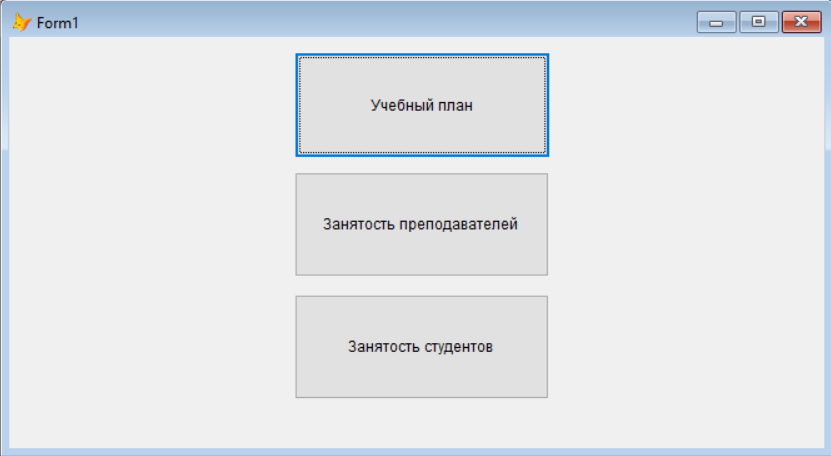 Form1
Учебный план
Занятость преподавателей
Занятость студентов